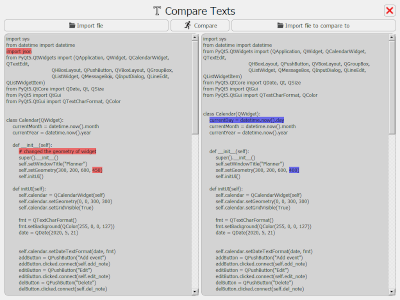 Compare Texts
Import file
Compare
Import file to compare to
import sys
from datetime import datetime
import json
from PyQt5.QtWidgets import (QApplication, QWidget, QCalendarWidget,
QTextEdit,
QWidget, QPushButton, QVBoxLayout, QGroupBox,
QListWidget, QMessageBox, QInputDialog, QLineEdit,
QListWidgetItem)
from PyQt5.QtCore import QDate, Qt, QSize
from PyQt5 import QtGui
from PyQt5.QtGui import QTextCharFormat, QColor
class Calendar(QWidget):
currentMonth = datetime.now().month
currentYear = datetime.now().year
def __init__(self):
# changed the geometry of widget
super().__init__()
self.setWindowTitle("Planner")
self.setGeometry(300, 200, 600, 450)
self.initUI()
def initUI(self):
self.calendar = QCalendarWidget(self)
self.calendar.setGeometry(0, 0, 300, 300)
self.calendar.setGridVisible(True)
fmt = QTextCharFormat()
fmt.setBackground(QColor(255, 0, 0, 127))
date = QDate(2020, 5, 21)
self.calendar.setDateTextFormat(date, fmt)
addButton = QPushButton("Add event")
addButton.clicked.connect(self.add_note)
editButton = QPushButton("Edit")
editButton.clicked.connect(self.edit_note)
delButton = QPushButton("Delete")
delButton.clicked.connect(self.del_note)
import sys
from datetime import datetime
from PyQt5.QtWidgets import (QApplication, QWidget, QCalendarWidget,
QTextEdit,
QWidget, QPushButton, QVBoxLayout, QGroupBox,
QListWidget, QMessageBox, QInputDialog, QLineEdit,
QListWidgetItem)
from PyQt5.QtCore import QDate, Qt, QSize
from PyQt5 import QtGui
from PyQt5.QtGui import QTextCharFormat, QColor
class Calendar(QWidget):
currentDay = datetime.now().day
currentMonth = datetime.now().month
currentYear = datetime.now().year
def __init__(self):
super().__init__()
self.setWindowTitle("Planner")
self.setGeometry(300, 200, 600,
self.initUI()
def initUI(self):
self.calendar = QCalendarWidget(self)
self.calendar.setGeometry(0, 0, 300, 300)
self.calendar.setGridVisible(True)
fmt = QTextCharFormat()
fmt.setBackground(QColor(255, 0, 0, 127))
date = QDate(2020, 5, 21)
self.calendar.setDateTextFormat(date, fmt)
addButton = QPushButton("Add event")
addButton.clicked.connect(self.add_note)
editButton = QPushButton("Edit")
editButton.clicked.connect(self.edit_note)
delButton = QPushButton("Delete")
delButton.clicked.connect(self.del_note)